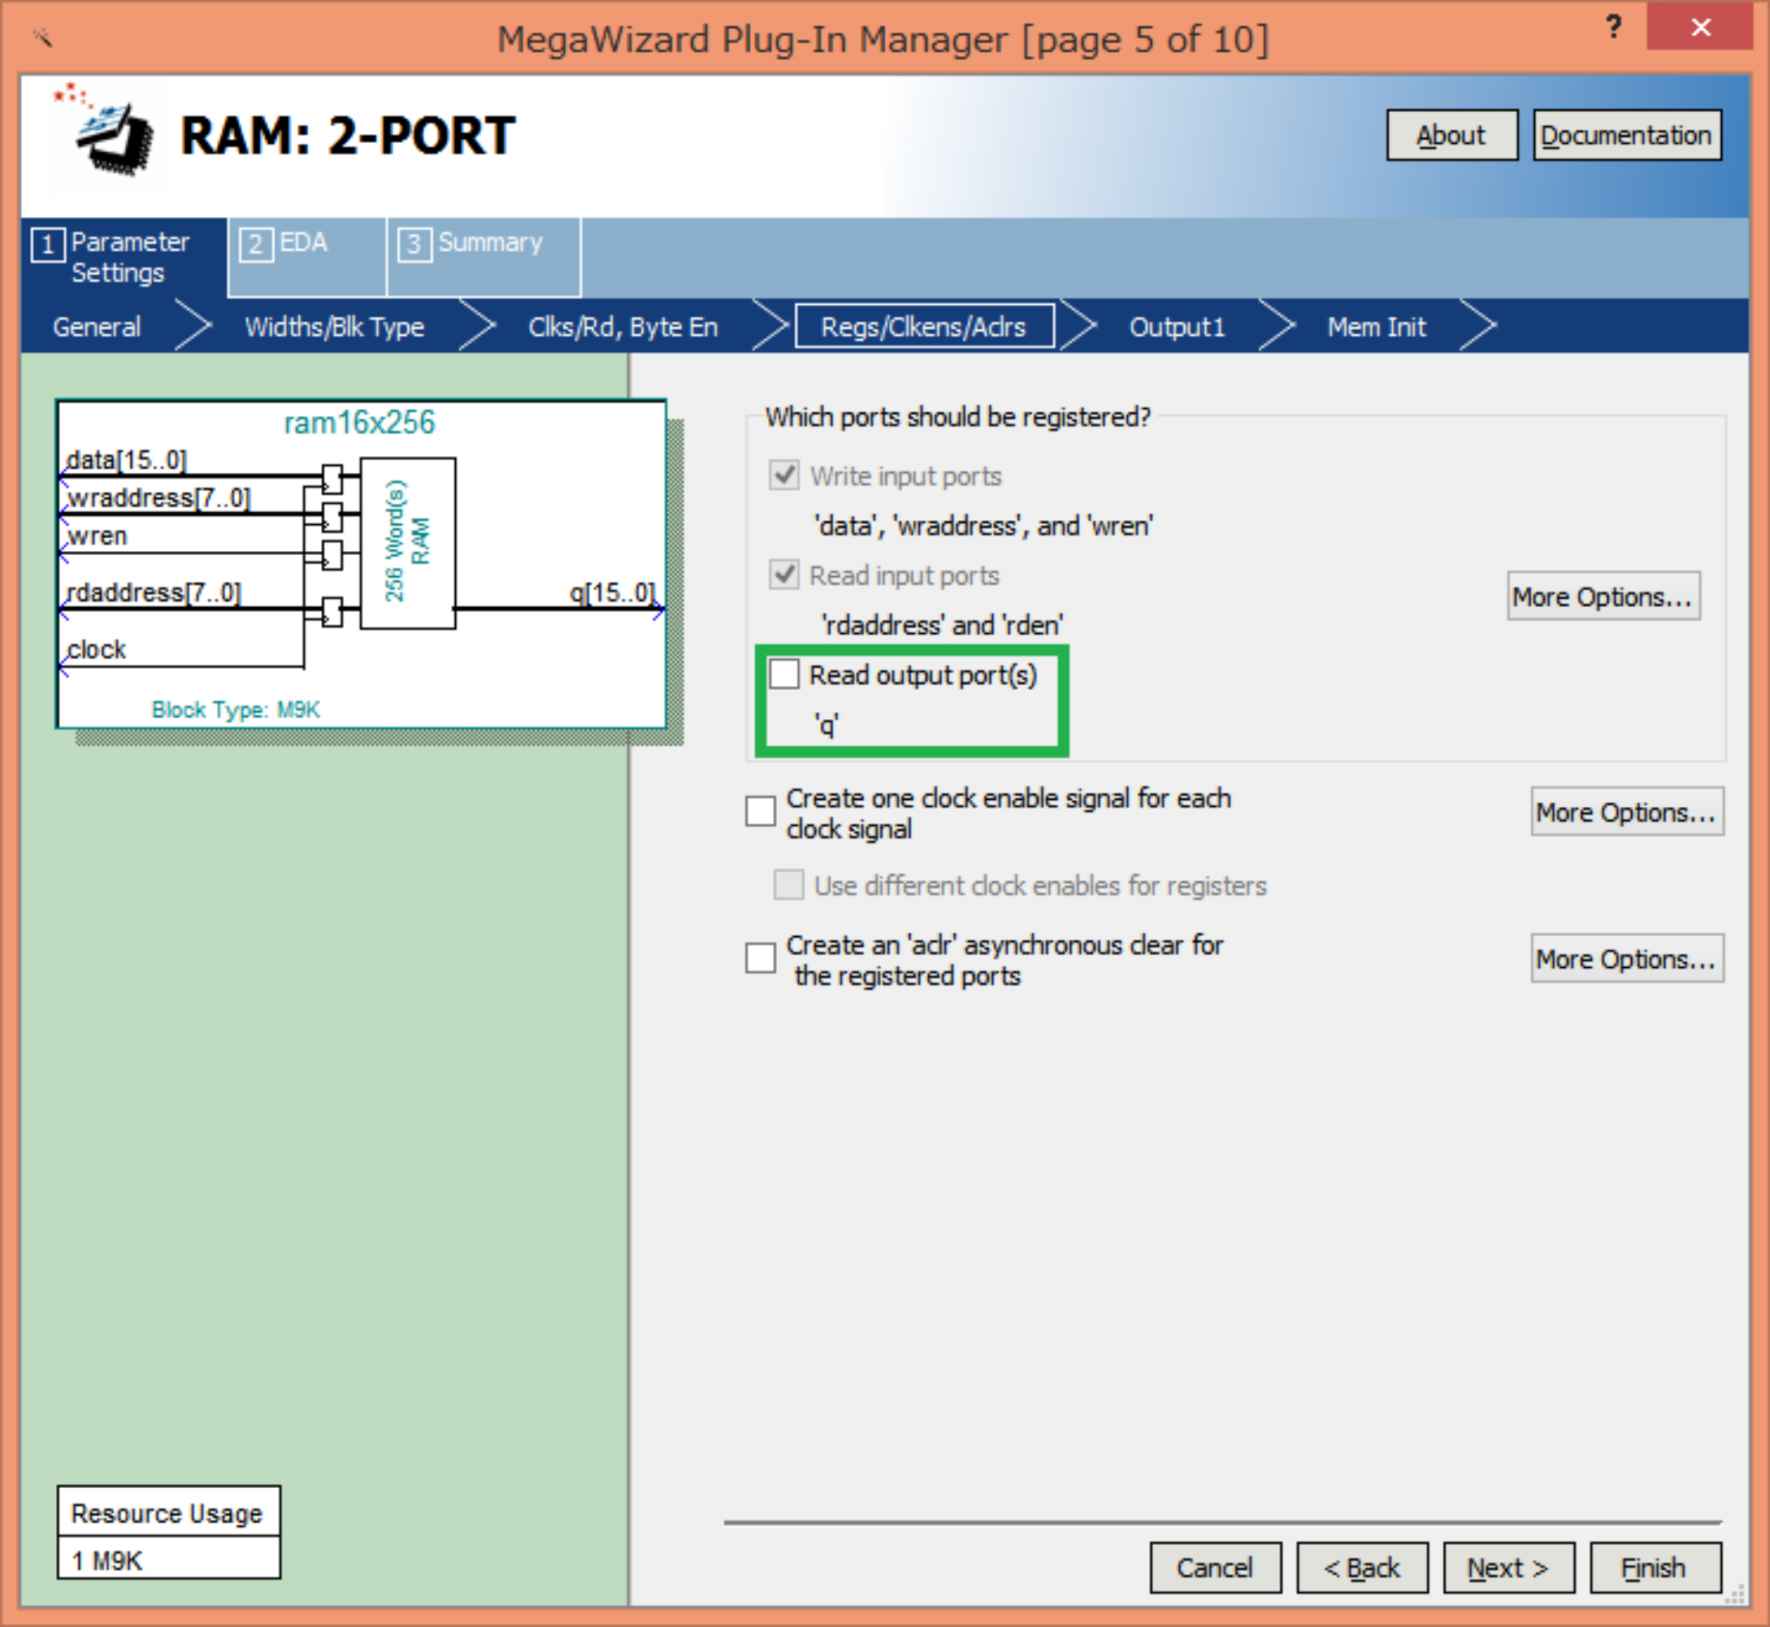 MegaWizard Plug-In Manager [page 5 of 10]
?
RAM: 2-PORT
About
Documentation
1 Parameter
Settings
2 EDA
3 Summary
General
Widths/Blk Type
Clks/Rd, Byte En
Regs/Clkens/Aclrs
Output1
Mem Init
ram16x256
data[15..0]
wraddress[7..0]
wren
rdaddress[7..0]
clock
256 Word(s)
RAM
q[15..0]
Block Type: M9K
Which ports should be registered?
Write input ports
'data', 'wraddress', and 'wren'
Read input ports
'rdaddress' and 'rden'
More Options...
Read output port(s)
'q'
Create one clock enable signal for each
clock signal
More Options...
Use different clock enables for registers
Create an 'aclr' asynchronous clear for
the registered ports
More Options...
Resource Usage
1 M9K
Cancel
< Back
Next >
Finish